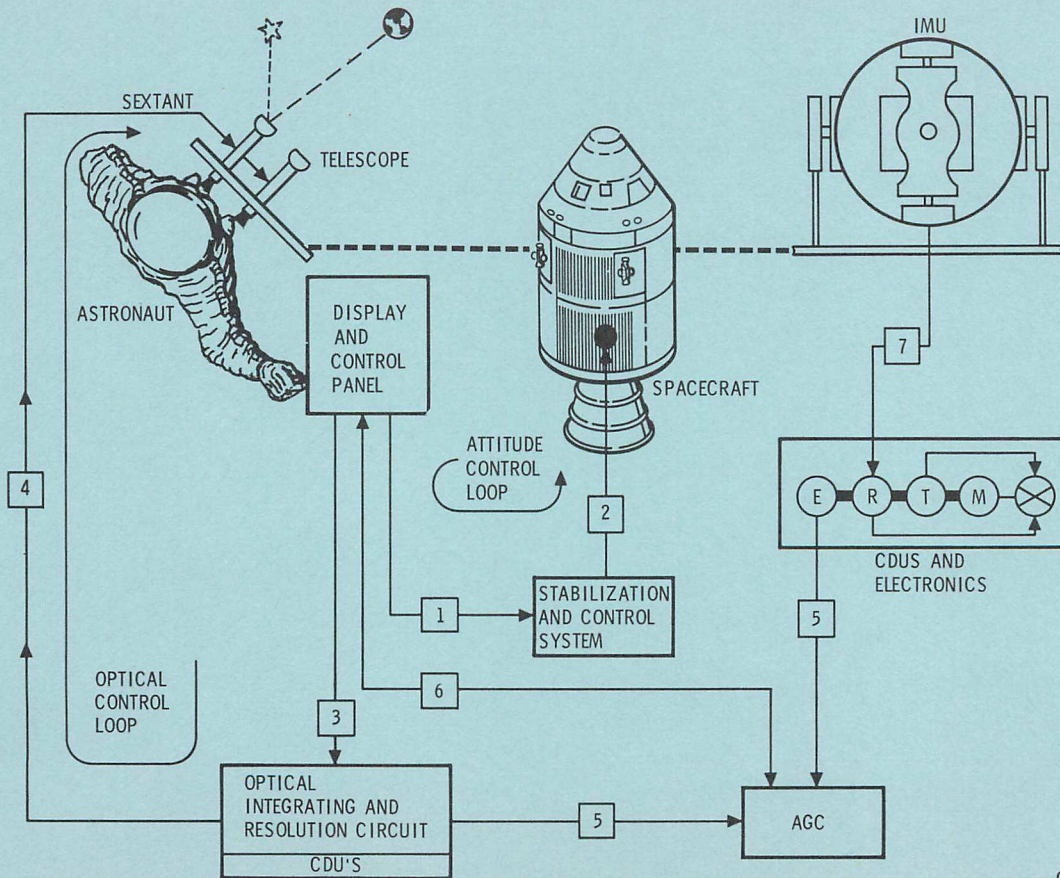 IMU
SEXTANT
TELESCOPE
ASTRONAUT
DISPLAY
AND
CONTROL
PANEL
SPACECRAFT
7
4
ATTITUDE
CONTROL
LOOP
2
E R T M
CDUS AND
ELECTRONICS
STABILIZATION
AND CONTROL
SYSTEM
1
5
6
OPTICAL
CONTROL
LOOP
3
OPTICAL
INTEGRATING AND
RESOLUTION CIRCUIT
CDU'S
5
AGC